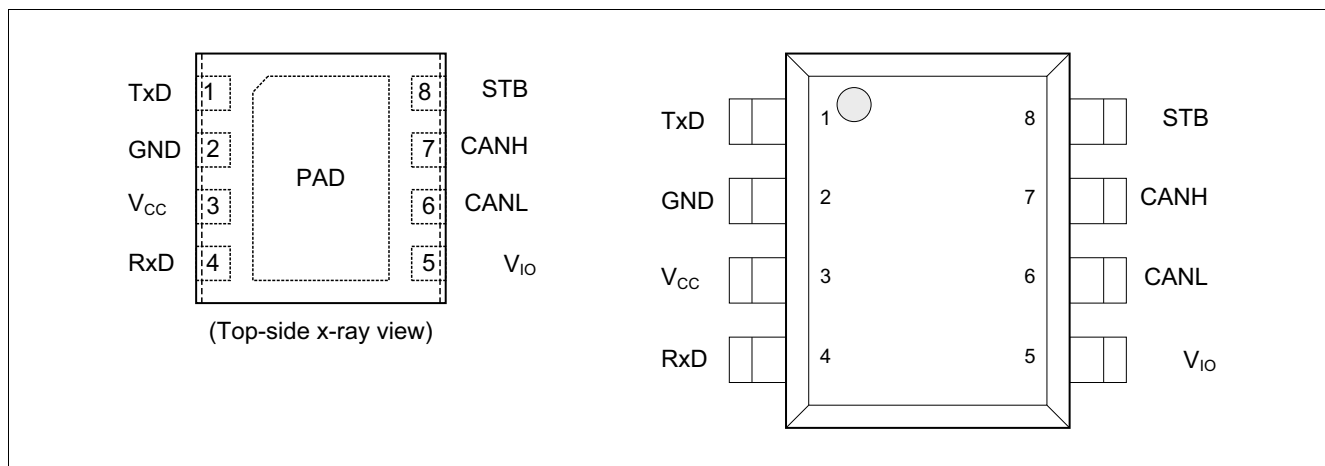 TxD 1 8 STB
GND 2 7 CANH
PAD
VCC 3 6 CANL
RxD 4 5 VIO
(Top-side x-ray view)
TxD 1 8 STB
GND 2 7 CANH
VCC 3 6 CANL
RxD 4 5 VIO